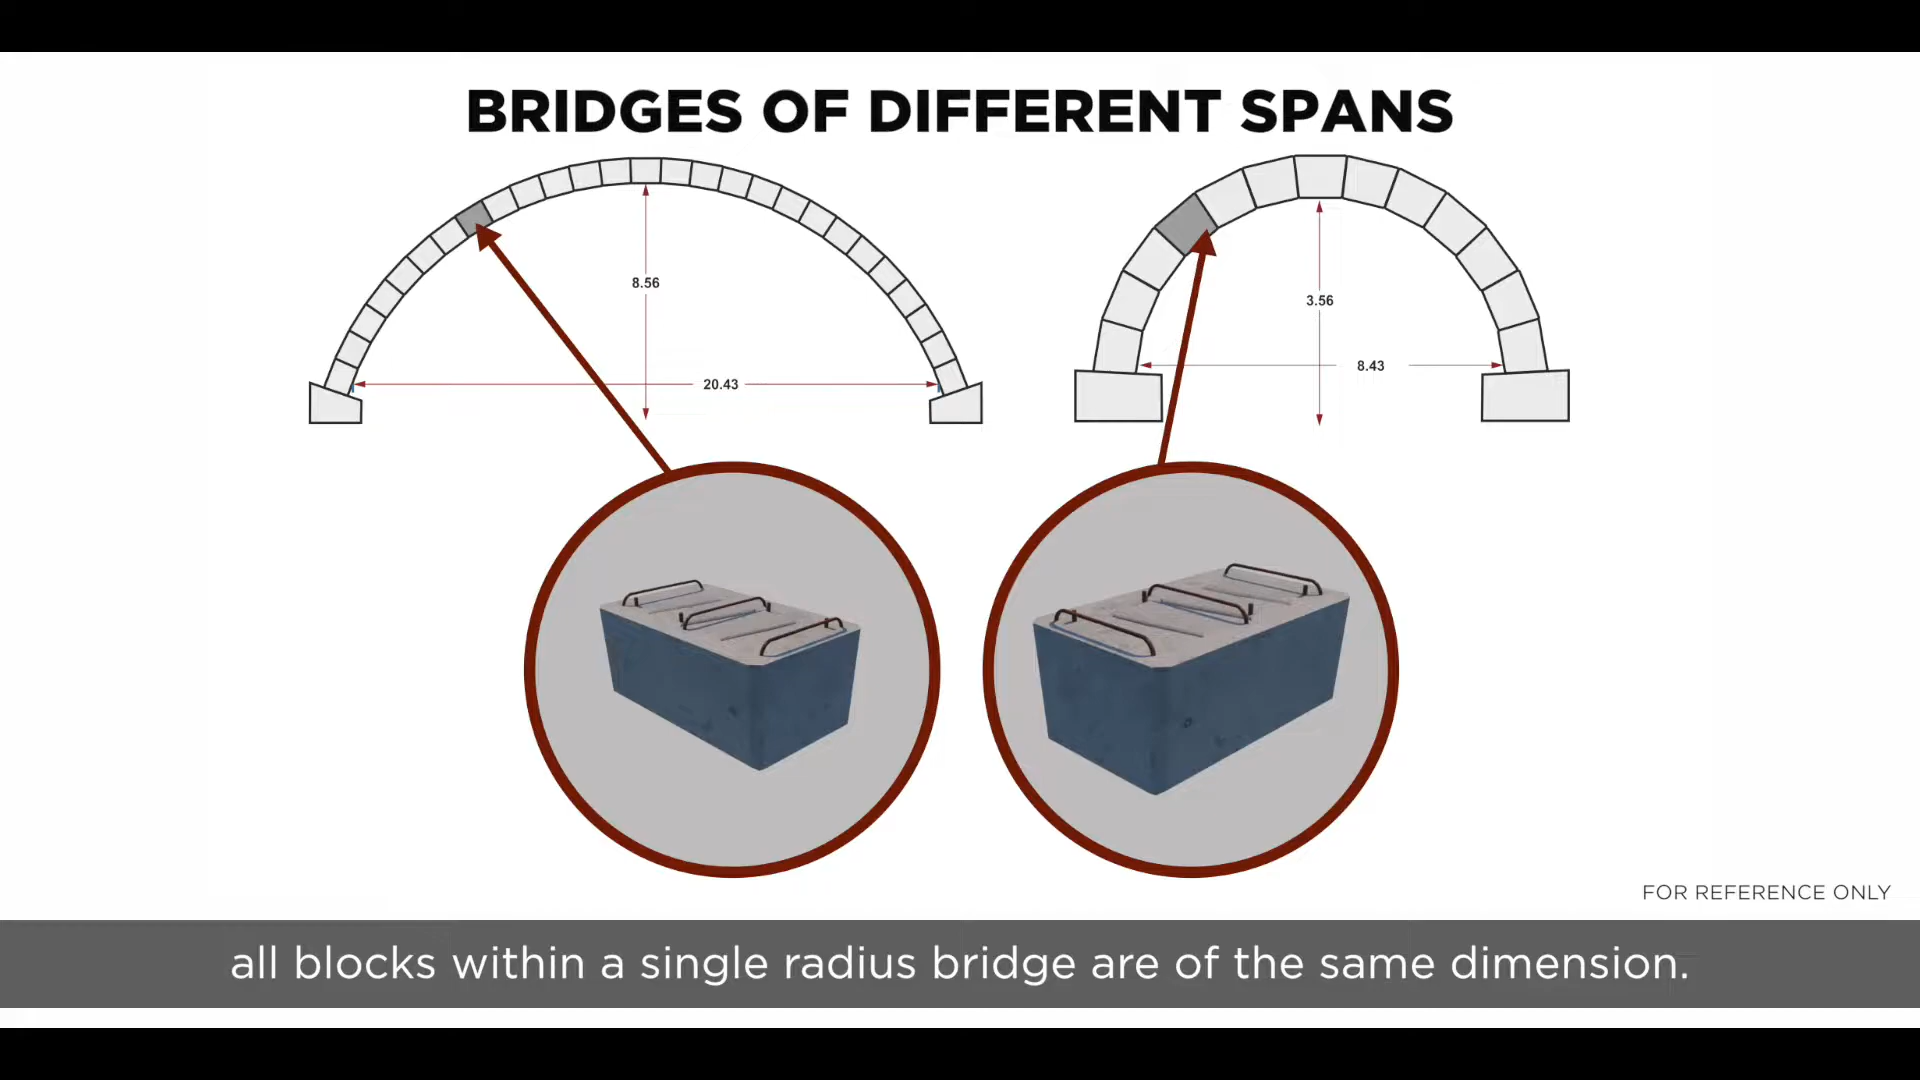 BRIDGES OF DIFFERENT SPANS
8.56
20.43
3.56
8.43
FOR REFERENCE ONLY
all blocks within a single radius bridge are of the same dimension.